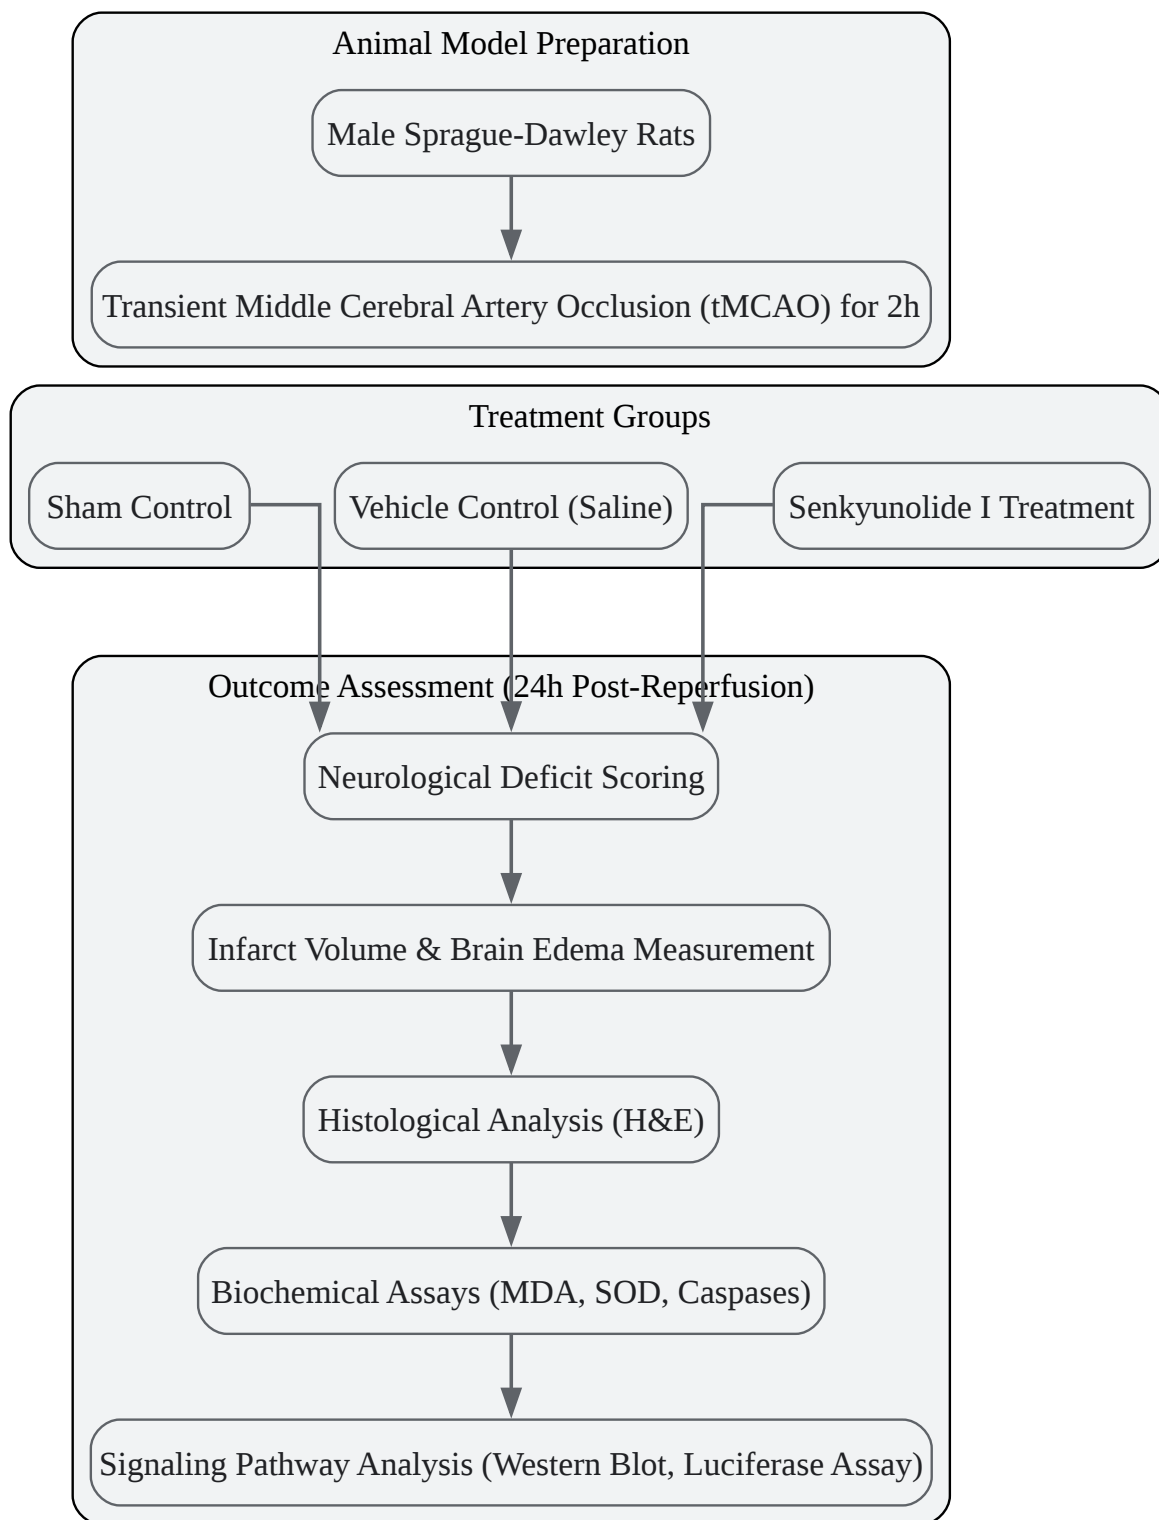 Animal Model Preparation
Male Sprague-Dawley Rats
Transient Middle Cerebral Artery Occlusion (tMCAO) for 2h
Treatment Groups
Sham Control
Vehicle Control (Saline)
Senkyunolide I Treatment
Outcome Assessment (24h Post-Reperfusion)
Neurological Deficit Scoring
Infarct Volume & Brain Edema Measurement
Histological Analysis (H&E)
Biochemical Assays (MDA, SOD, Caspases)
Signaling Pathway Analysis (Western Blot, Luciferase Assay)